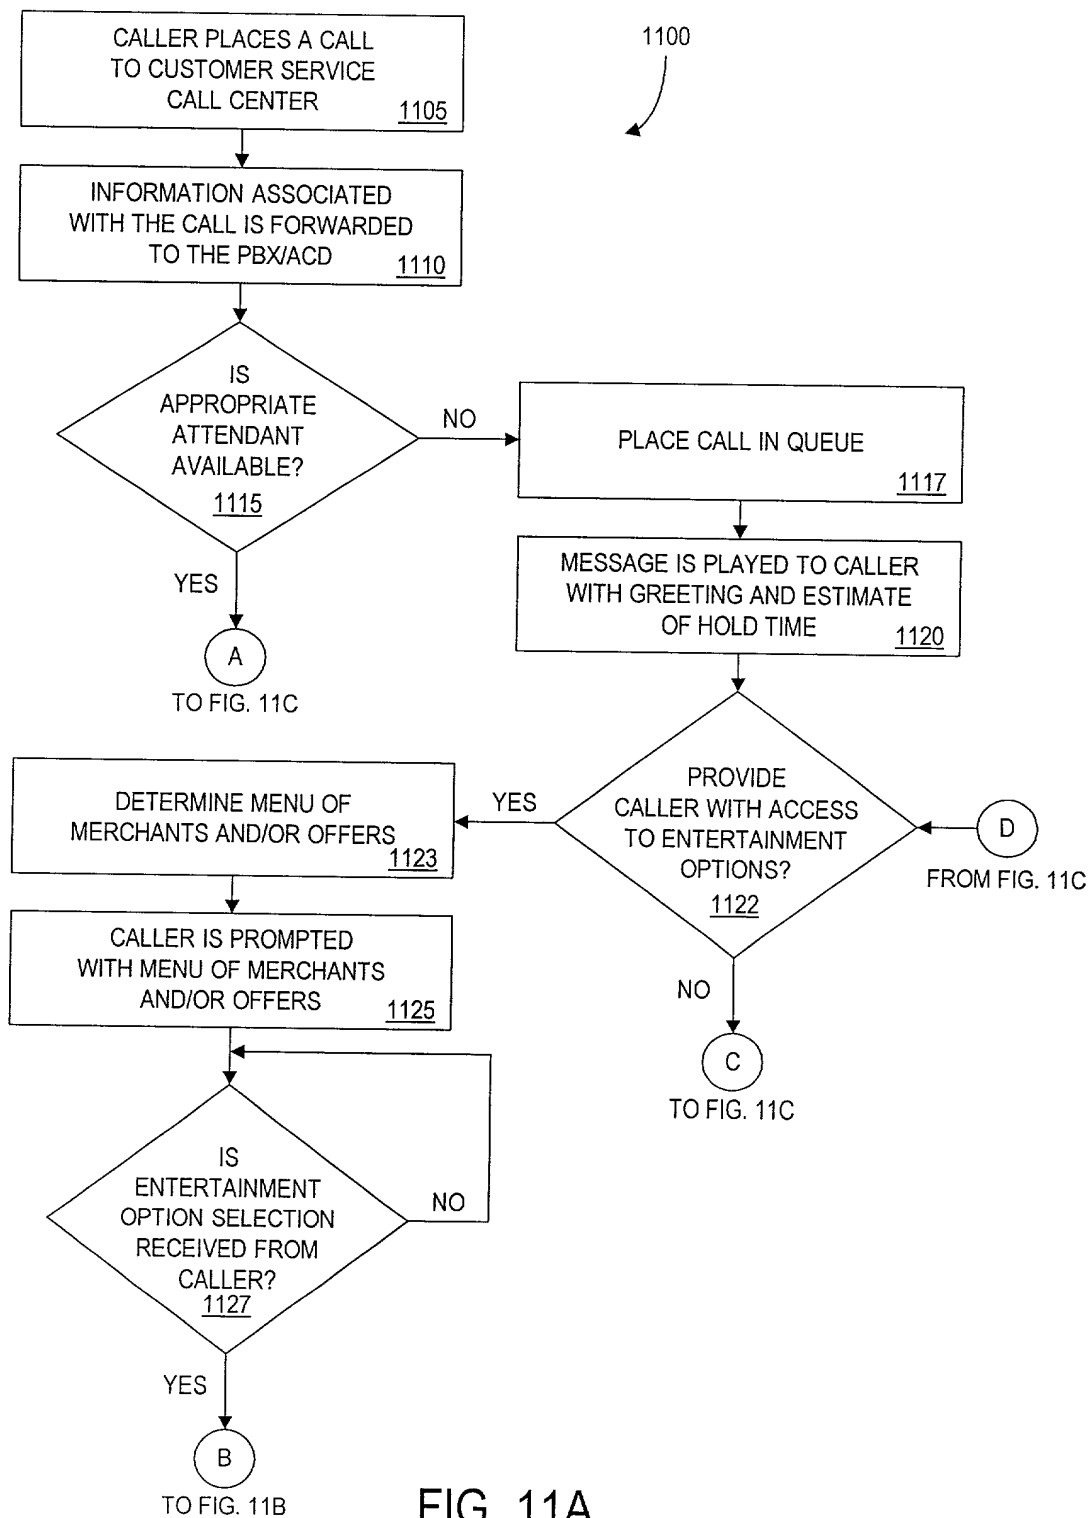 CALLER PLACES A CALL
TO CUSTOMER SERVICE
CALL CENTER
1105
1100
INFORMATION ASSOCIATED
WITH THE CALL IS FORWARDED
TO THE PBX/ACD
1110
IS
APPROPRIATE
ATTENDANT
AVAILABLE?
1115
NO
YES
A
TO FIG. 11C
PLACE CALL IN QUEUE
1117
MESSAGE IS PLAYED TO CALLER
WITH GREETING AND ESTIMATE
OF HOLD TIME
1120
PROVIDE
CALLER WITH ACCESS
TO ENTERTAINMENT
OPTIONS?
1122
D
FROM FIG. 11C
YES
NO
C
TO FIG. 11C
DETERMINE MENU OF
MERCHANTS AND/OR OFFERS
1123
CALLER IS PROMPTED
WITH MENU OF MERCHANTS
AND/OR OFFERS
1125
IS
ENTERTAINMENT
OPTION SELECTION
RECEIVED FROM
CALLER?
1127
NO
YES
B
TO FIG. 11B
FIG. 11A